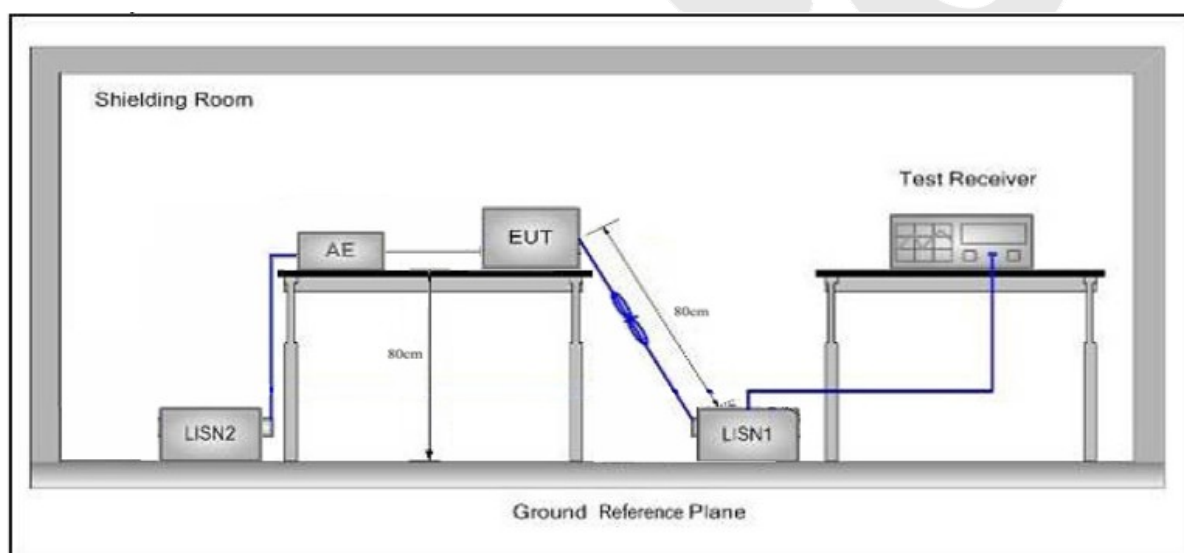 Shielding Room
Test Receiver
AE
EUT
80cm
80cm
LISN2
LISN1
Ground Reference Plane